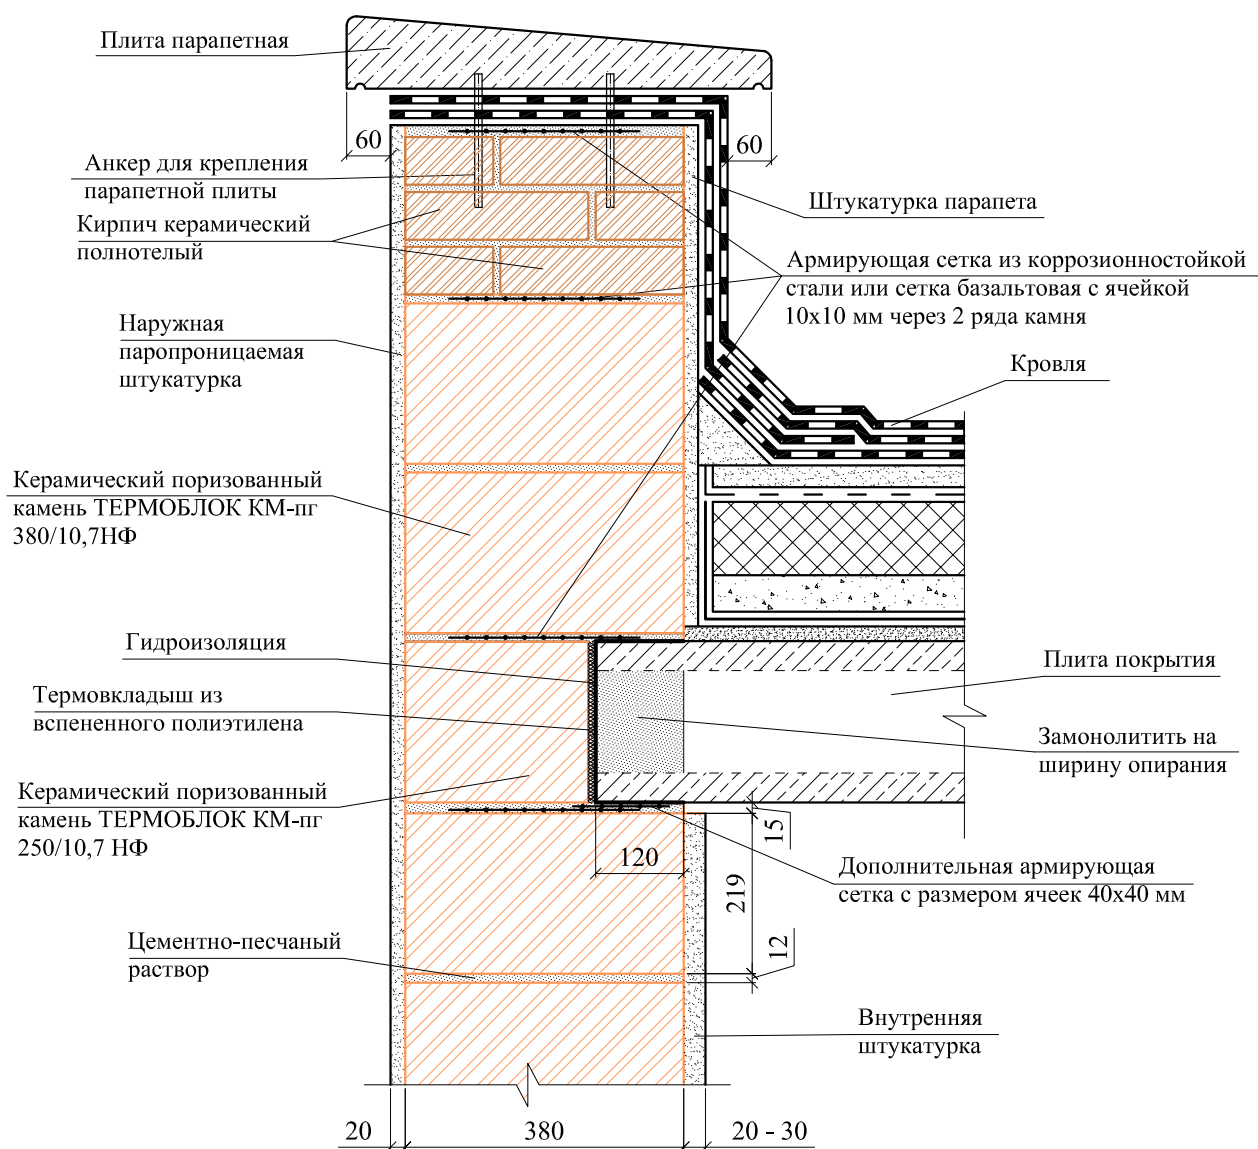 Плита парапетная
60
60
Анкер для крепления
парапетной плиты
Кирпич керамический
полнотелый
Штукатурка парапета
Армирующая сетка из коррозионностойкой
стали или сетка базальтовая с ячейкой
10х10 мм через 2 ряда камня
Наружная
паропроницаемая
штукатурка
Кровля
Керамический поризованный
камень ТЕРМОБЛОК КМ-пг
380/10,7НФ
Гидроизоляция
Термовкладыш из
вспененного полиэтилена
Плита покрытия
Замонолитить на
ширину опирания
Керамический поризованный
камень ТЕРМОБЛОК КМ-пг
250/10,7 НФ
15
120
219
Дополнительная армирующая
сетка с размером ячеек 40х40 мм
12
Цементно-песчаный
раствор
Внутренняя
штукатурка
20
380
20 - 30